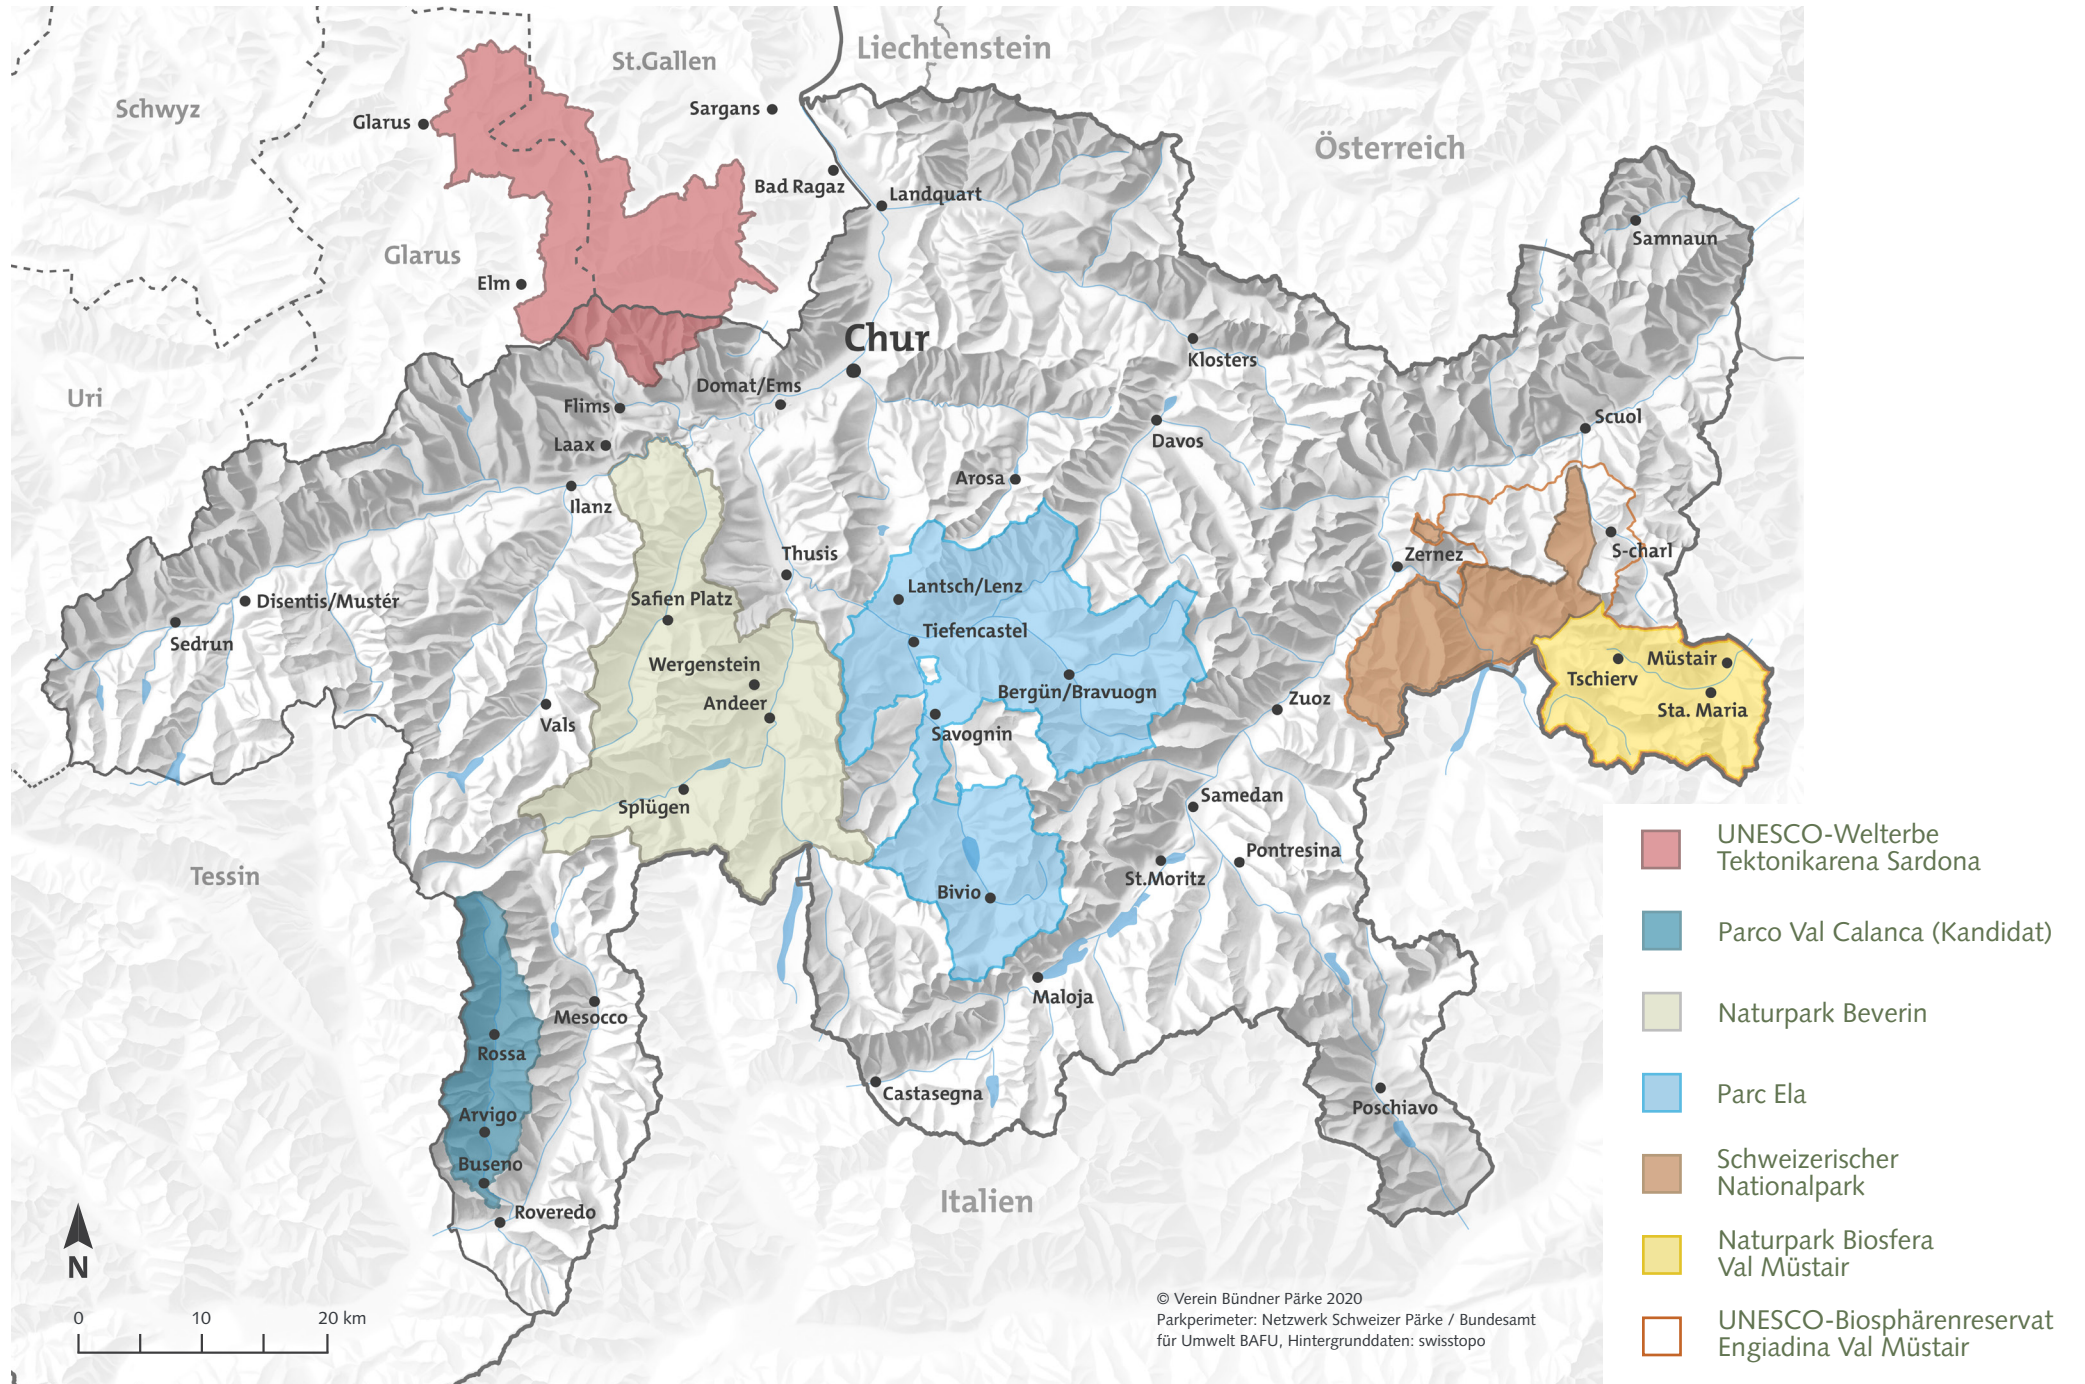 Liechtenstein
St.Gallen
Schwyz
Sargans
Glarus
Österreich
Bad Ragaz
Landquart
Samnaun
Glarus
Elm
Chur
Klosters
Uri
Domat/Ems
Flims
Scuol
Laax
Davos
Arosa
Ilanz
Thusis
Zernez
S-charl
Lantsch/Lenz
Disentis/Mustér
Safien Platz
Tiefencastel
Sedrun
Wergenstein
Müstair
Tschierv
Bergün/Bravuogn
Andeer
Zuoz
Sta. Maria
Vals
Savognin
Samedan
Splügen
Pontresina
Tessin
St.Moritz
Bivio
Maloja
Mesocco
Rossa
Castasegna
Poschiavo
Arvigo
Buseno
Roveredo
Italien
N
0 10 20 km
© Verein Bündner Pärke 2020
Parkperimeter: Netzwerk Schweizer Pärke / Bundesamt
für Umwelt BAFU, Hintergrunddaten: swisstopo
UNESCO-Welterbe
Tektonikarena Sardona
Parco Val Calanca (Kandidat)
Naturpark Beverin
Parc Ela
Schweizerischer
Nationalpark
Naturpark Biosfera
Val Müstair
UNESCO-Biosphärenreservat
Engiadina Val Müstair